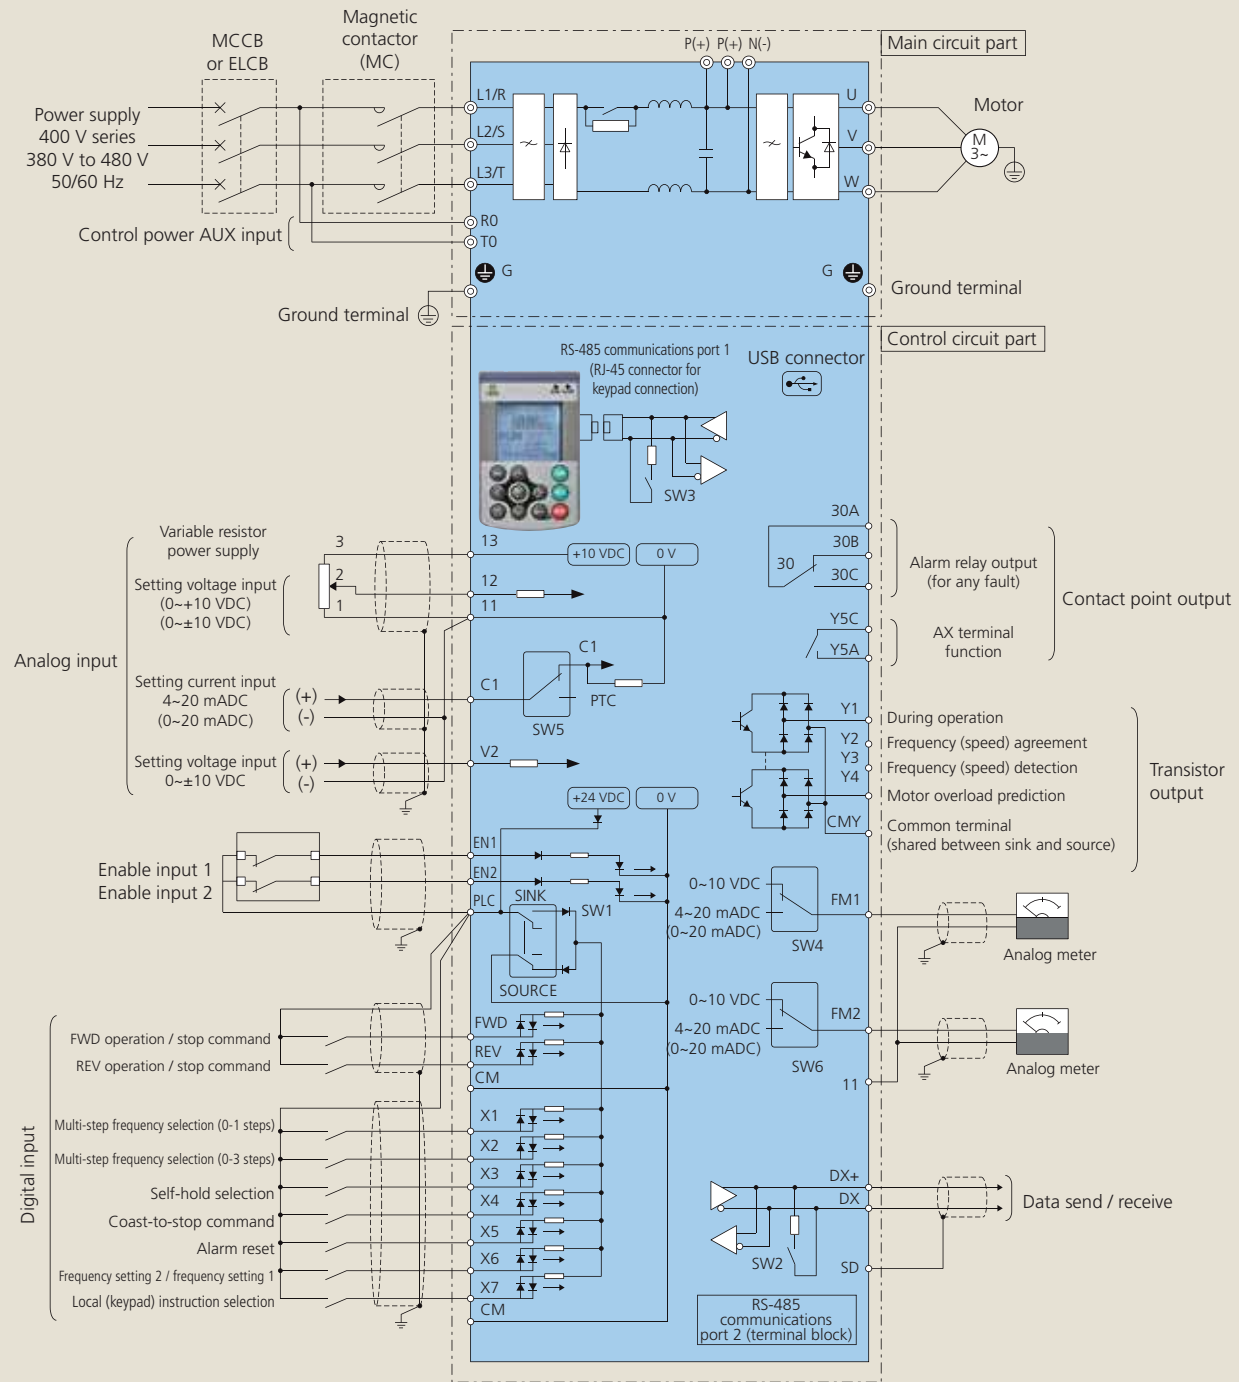 Magnetic
contactor
(MC)
MCCB
or ELCB
P(+) P(+) N(-)
Main circuit part
Power supply
400 V series
380 V to 480 V
50/60 Hz
L1/R
L2/S
L3/T
U
V
W
Motor
M
3~
Control power AUX input
R0
T0
G
G
Ground terminal
Ground terminal
Control circuit part
RS-485 communications port 1
(RJ-45 connector for
keypad connection)
USB connector
SW3
Analog input
Variable resistor
power supply
Setting voltage input
(0~+10 VDC)
(0~±10 VDC)
3
2
1
13
12
11
+10 VDC
0 V
Setting current input
4~20 mADC
(0~20 mADC)
(+)
(-)
C1
C1
PTC
SW5
Setting voltage input
0~±10 VDC
(+)
(-)
V2
+24 VDC
0 V
30A
30B
30
30C
Alarm relay output
(for any fault)
Contact point output
Y5C
Y5A
AX terminal
function
Y1
Y2
Y3
Y4
CMY
During operation
Frequency (speed) agreement
Frequency (speed) detection
Motor overload prediction
Common terminal
(shared between sink and source)
Transistor
output
Enable input 1
Enable input 2
EN1
EN2
PLC
SINK
SW1
SOURCE
0~10 VDC
4~20 mADC
(0~20 mADC)
FM1
SW4
Analog meter
0~10 VDC
4~20 mADC
(0~20 mADC)
FM2
SW6
11
Analog meter
Digital input
FWD operation / stop command
REV operation / stop command
FWD
REV
CM
Multi-step frequency selection (0-1 steps)
Multi-step frequency selection (0-3 steps)
Self-hold selection
Coast-to-stop command
Alarm reset
Frequency setting 2 / frequency setting 1
Local (keypad) instruction selection
X1
X2
X3
X4
X5
X6
X7
CM
DX+
DX
SD
SW2
Data send / receive
RS-485
communications
port 2 (terminal block)